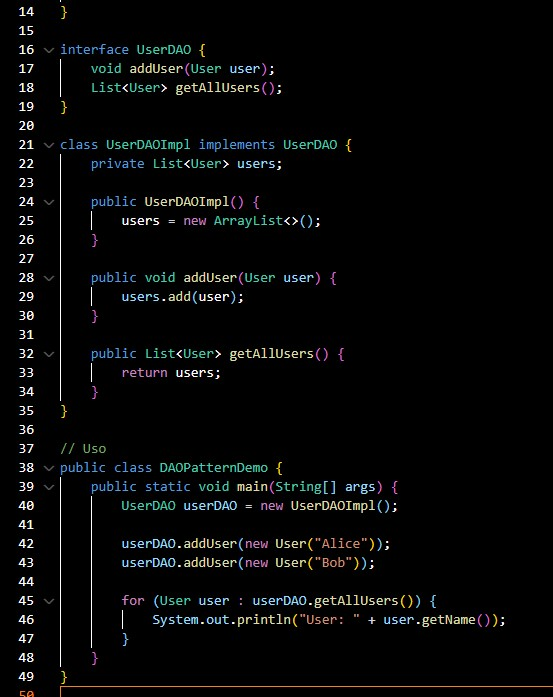 14 }
15
16 interface UserDAO {
17     void addUser(User user);
18     List<User> getAllUsers();
19 }
20
21 class UserDAOImpl implements UserDAO {
22     private List<User> users;
23
24     public UserDAOImpl() {
25         users = new ArrayList<>();
26     }
27
28     public void addUser(User user) {
29         users.add(user);
30     }
31
32     public List<User> getAllUsers() {
33         return users;
34     }
35 }
36
37 // Uso
38 public class DAOPatternDemo {
39     public static void main(String[] args) {
40         UserDAO userDAO = new UserDAOImpl();
41
42         userDAO.addUser(new User("Alice"));
43         userDAO.addUser(new User("Bob"));
44
45         for (User user : userDAO.getAllUsers()) {
46             System.out.println("User: " + user.getName());
47         }
48     }
49 }
50